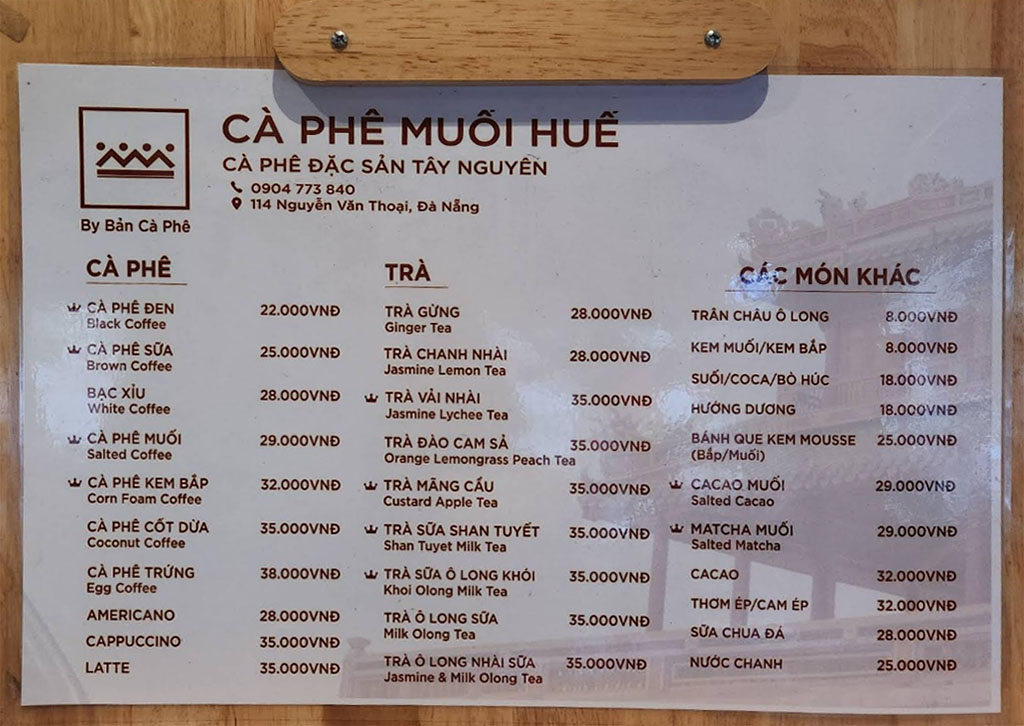 CÀ PHÊ MUỐI HUẾ
CÀ PHÊ ĐẶC SẢN TÂY NGUYÊN
0904 773 840
114 Nguyễn Văn Thoại, Đà Nẵng
By Bản Cà Phê
CÀ PHÊ
CÀ PHÊ ĐEN 22.000VNĐ
Black Coffee
CÀ PHÊ SỮA 25.000VNĐ
Brown Coffee
BẠC XỈU 28.000VNĐ
White Coffee
CÀ PHÊ MUỐI 29.000VNĐ
Salted Coffee
CÀ PHÊ KEM BẮP 32.000VNĐ
Corn Foam Coffee
CÀ PHÊ CỐT DỪA 35.000VNĐ
Coconut Coffee
CÀ PHÊ TRỨNG 38.000VNĐ
Egg Coffee
AMERICANO 28.000VNĐ
CAPPUCCINO 35.000VNĐ
LATTE 35.000VNĐ
TRÀ
TRÀ GỪNG 28.000VNĐ
Ginger Tea
TRÀ CHANH NHÀI 28.000VNĐ
Jasmine Lemon Tea
TRÀ VẢI NHÀI 35.000VNĐ
Jasmine Lychee Tea
TRÀ ĐÀO CAM SẢ 35.000VNĐ
Orange Lemongrass Peach Tea
TRÀ MÃNG CẦU 35.000VNĐ
Custard Apple Tea
TRÀ SỮA SHAN TUYẾT 35.000VNĐ
Shan Tuyet Milk Tea
TRÀ SỮA Ô LONG KHÓI 35.000VNĐ
Khoi Olong Milk Tea
TRÀ Ô LONG SỮA 35.000VNĐ
Milk Olong Tea
TRÀ Ô LONG NHÀI SỮA 35.000VNĐ
Jasmine & Milk Olong Tea
CÁC MÓN KHÁC
TRÂN CHÂU Ô LONG 8.000VNĐ
KEM MUỐI/KEM BẮP 8.000VNĐ
SUỐI/COCA/BÒ HÚC 18.000VNĐ
HƯỚNG DƯƠNG 18.000VNĐ
BÁNH QUE KEM MOUSSE 25.000VNĐ
(Bắp/Muối)
CACAO MUỐI 29.000VNĐ
Salted Cacao
MATCHA MUỐI 29.000VNĐ
Salted Matcha
CACAO 32.000VNĐ
THƠM ÉP/CAM ÉP 32.000VNĐ
SỮA CHUA ĐÁ 28.000VNĐ
NƯỚC CHANH 25.000VNĐ